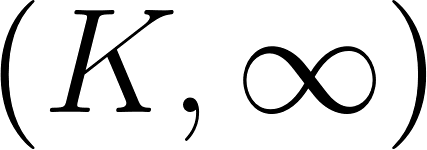 (K, ∞)